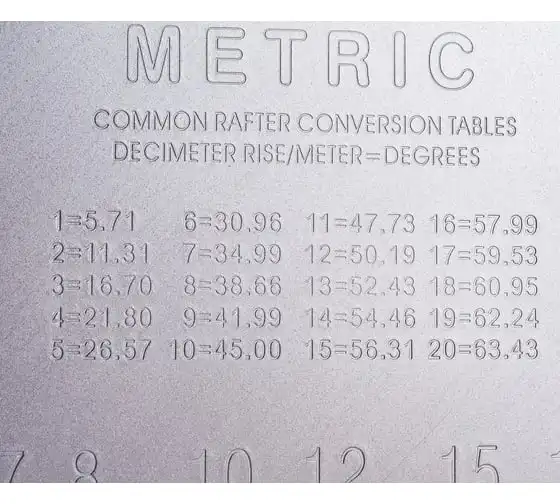 METRIC
COMMON RAFTER CONVERSION TABLES
DECIMETER RISE/METER=DEGREES
1=5.71 6=30.96 11=47.73 16=57.99
2=11.31 7=34.99 12=50.19 17=59.53
3=16.70 8=38.66 13=52.43 18=60.95
4=21.80 9=41.99 14=54.46 19=62.24
5=26.57 10=45.00 15=56.31 20=63.43
7 8 10 12 15